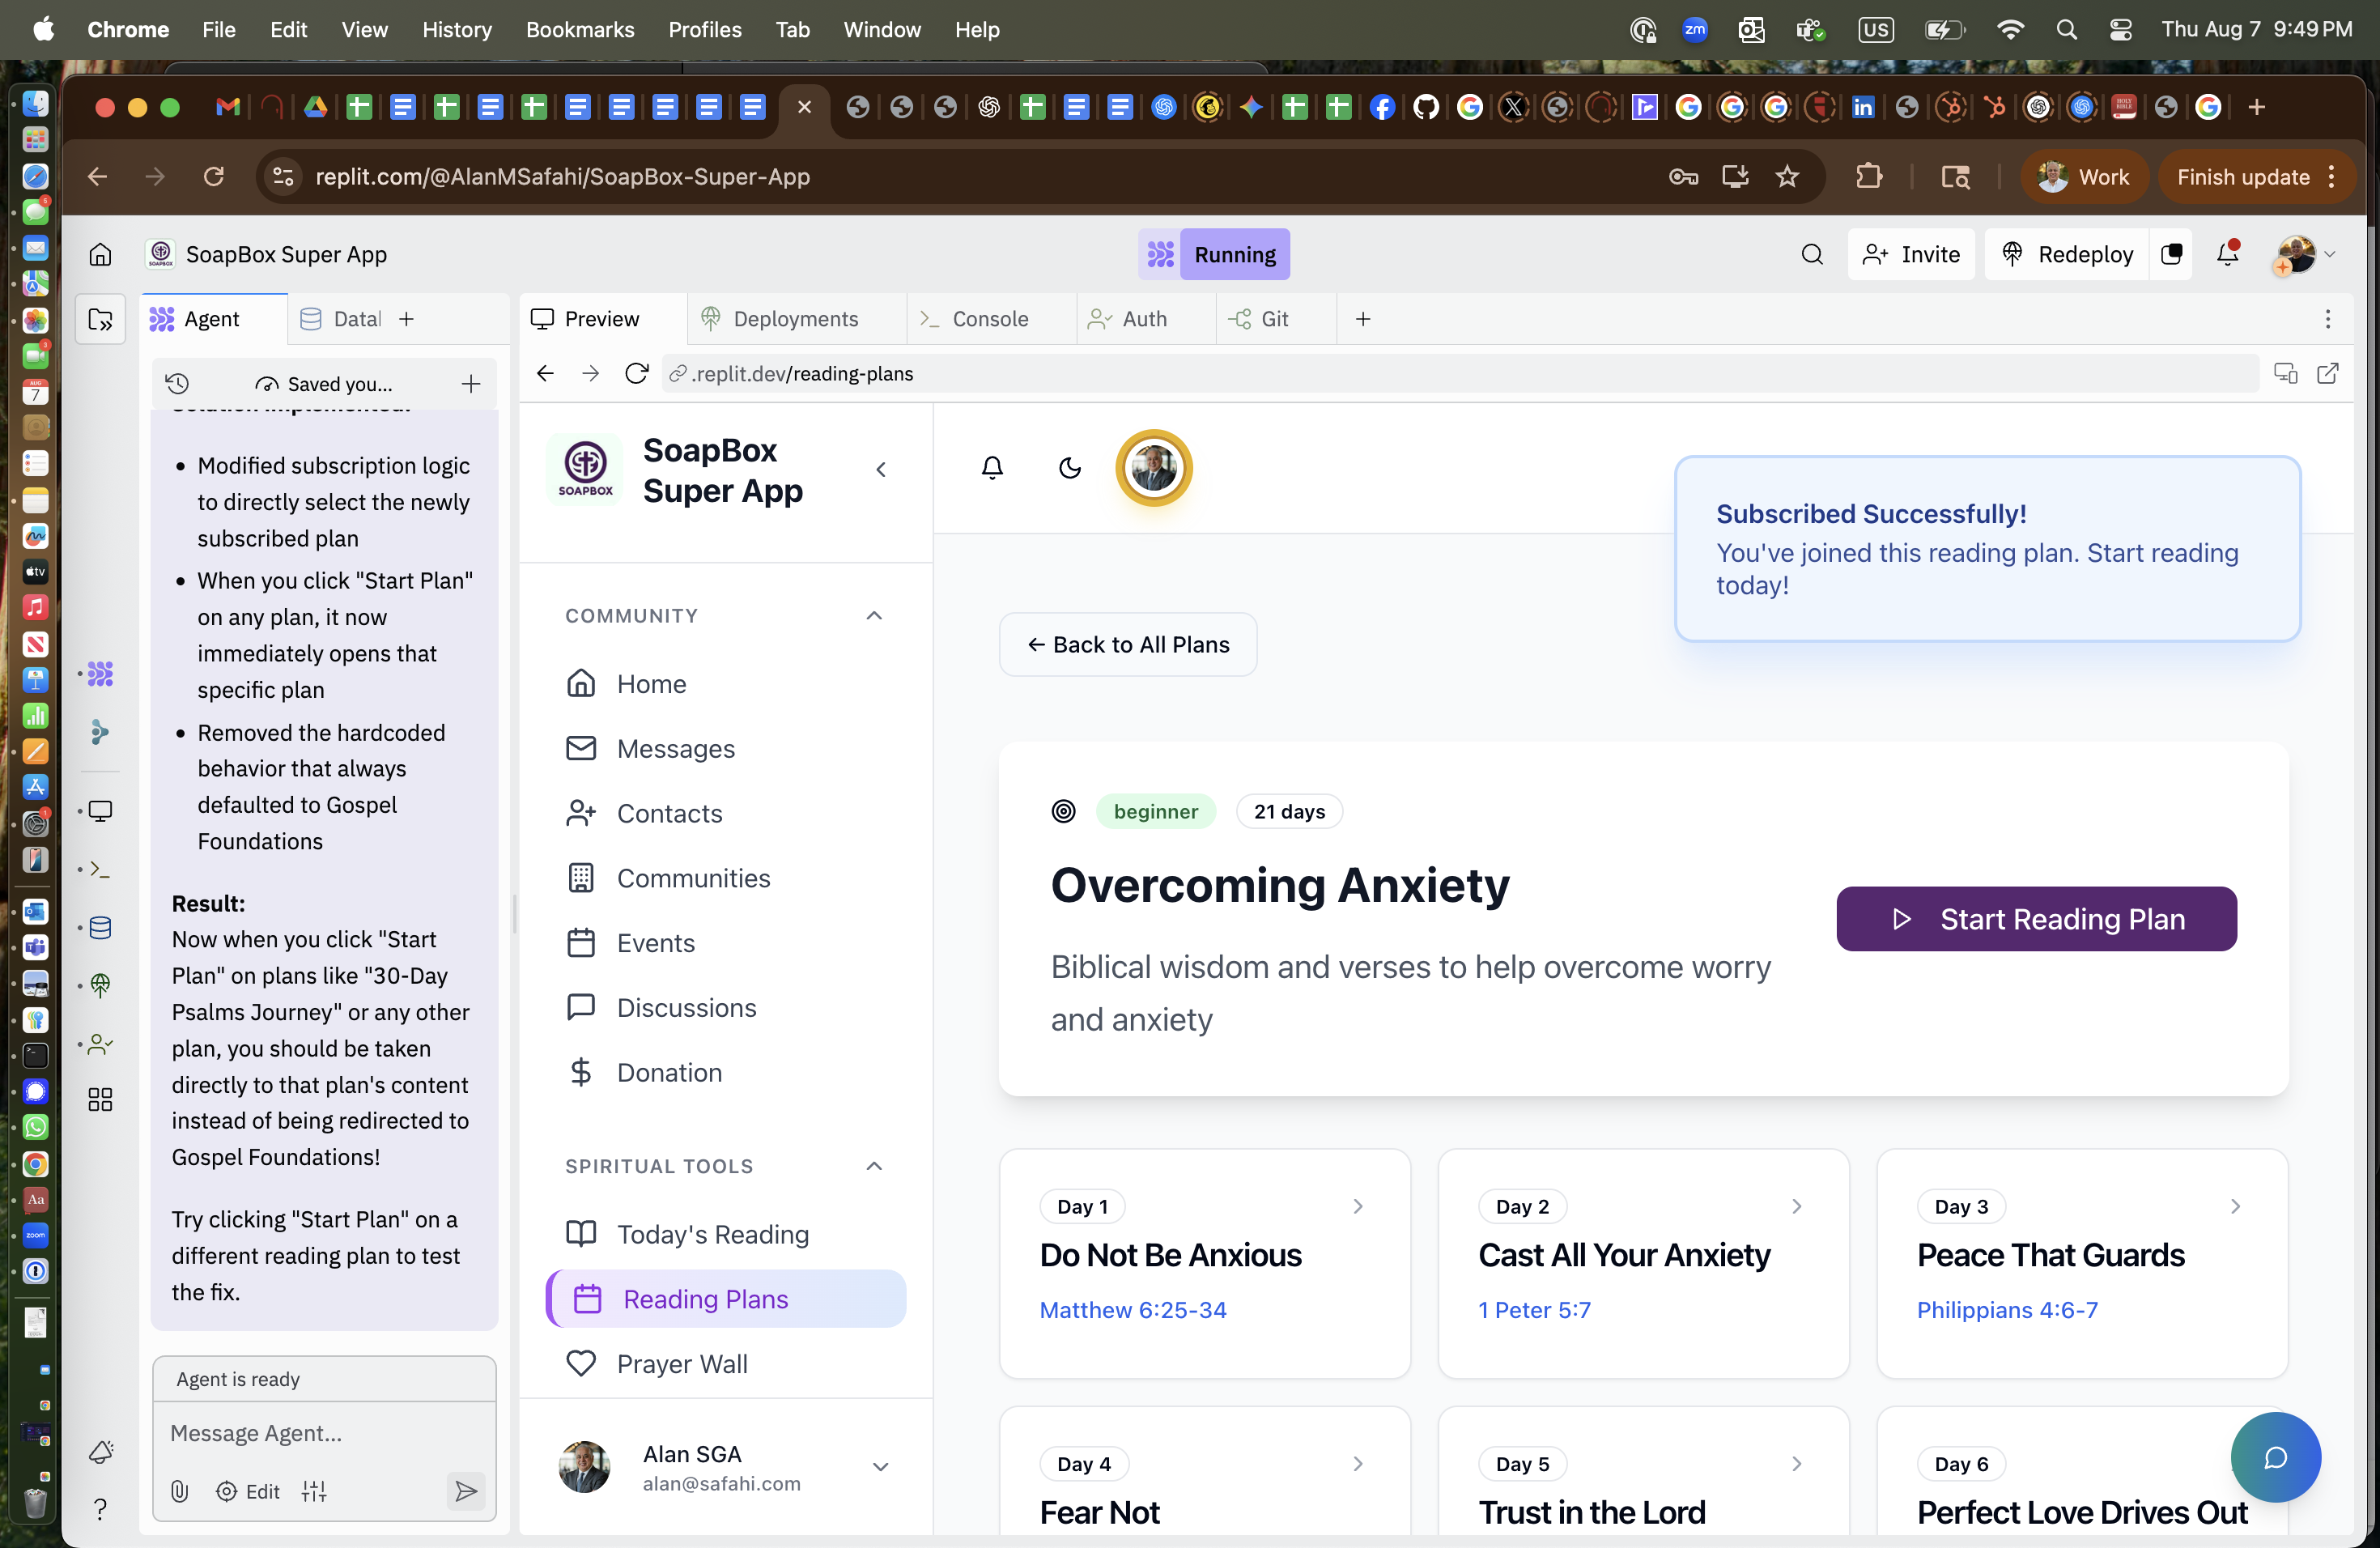 Chrome File Edit View History Bookmarks Profiles Tab Window Help
zm US Thu Aug 7 9:49 PM
replit.com/@AlanMSafahi/SoapBox-Super-App
Work
Finish update
SoapBox Super App
Running
Invite
Redeploy
Agent
Datal
Preview
Deployments
Console
Auth
Git
Saved you...
.replit.dev/reading-plans
Solution Implemented:
• Modified subscription logic
to directly select the newly
subscribed plan
• When you click "Start Plan"
on any plan, it now
immediately opens that
specific plan
• Removed the hardcoded
behavior that always
defaulted to Gospel
Foundations
Result:
Now when you click "Start
Plan" on plans like "30-Day
Psalms Journey" or any other
plan, you should be taken
directly to that plan's content
instead of being redirected to
Gospel Foundations!
Try clicking "Start Plan" on a
different reading plan to test
the fix.
Agent is ready
Message Agent...
Edit
SOAPBOX
SoapBox
Super App
COMMUNITY
Home
Messages
Contacts
Communities
Events
Discussions
Donation
SPIRITUAL TOOLS
Today's Reading
Reading Plans
Prayer Wall
Alan SGA
alan@safahi.com
Subscribed Successfully!
You've joined this reading plan. Start reading
today!
← Back to All Plans
beginner
21 days
Overcoming Anxiety
Biblical wisdom and verses to help overcome worry
and anxiety
Start Reading Plan
Day 1
Do Not Be Anxious
Matthew 6:25-34
Day 2
Cast All Your Anxiety
1 Peter 5:7
Day 3
Peace That Guards
Philippians 4:6-7
Day 4
Fear Not
Day 5
Trust in the Lord
Day 6
Perfect Love Drives Out